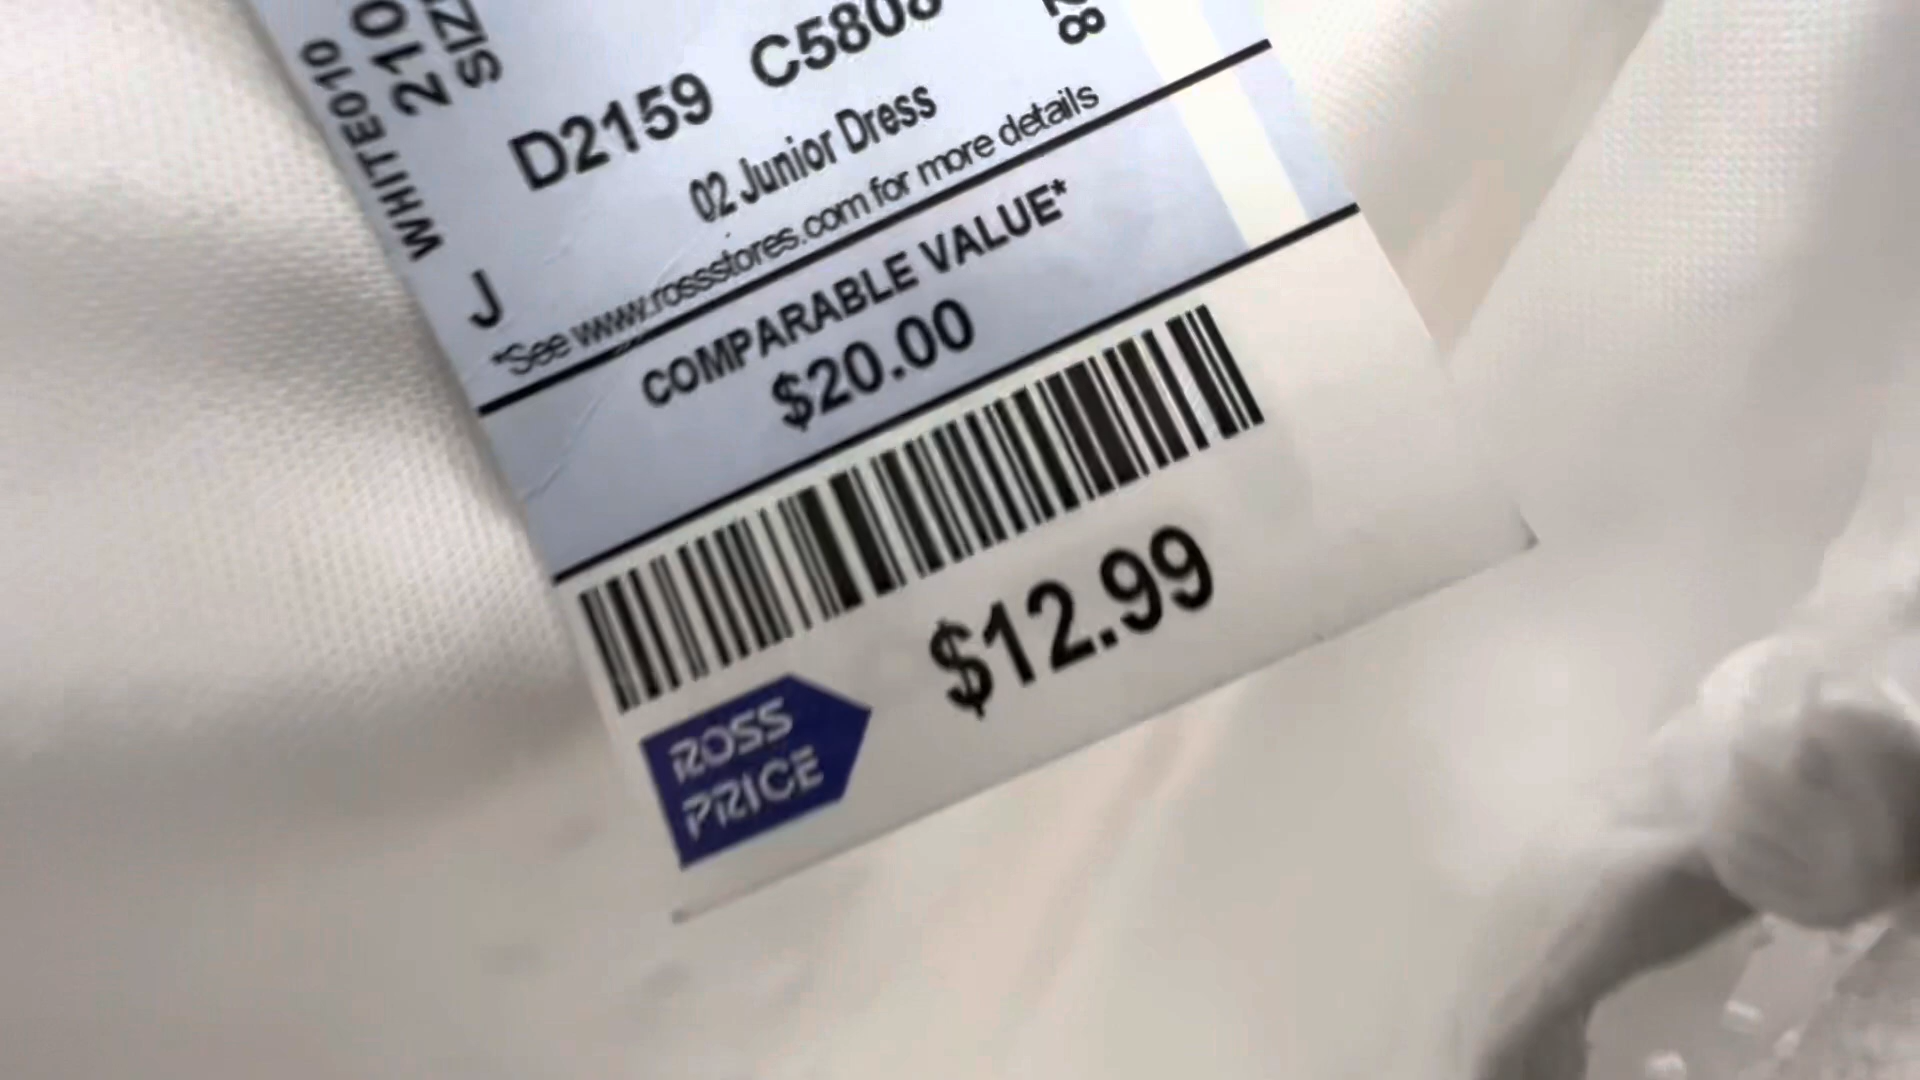 WHITE010
210
D2159 C5808
02 Junior Dress
J
*See www.rossstores.com for more details
COMPARABLE VALUE*
$20.00
$12.99
ROSS
PRICE